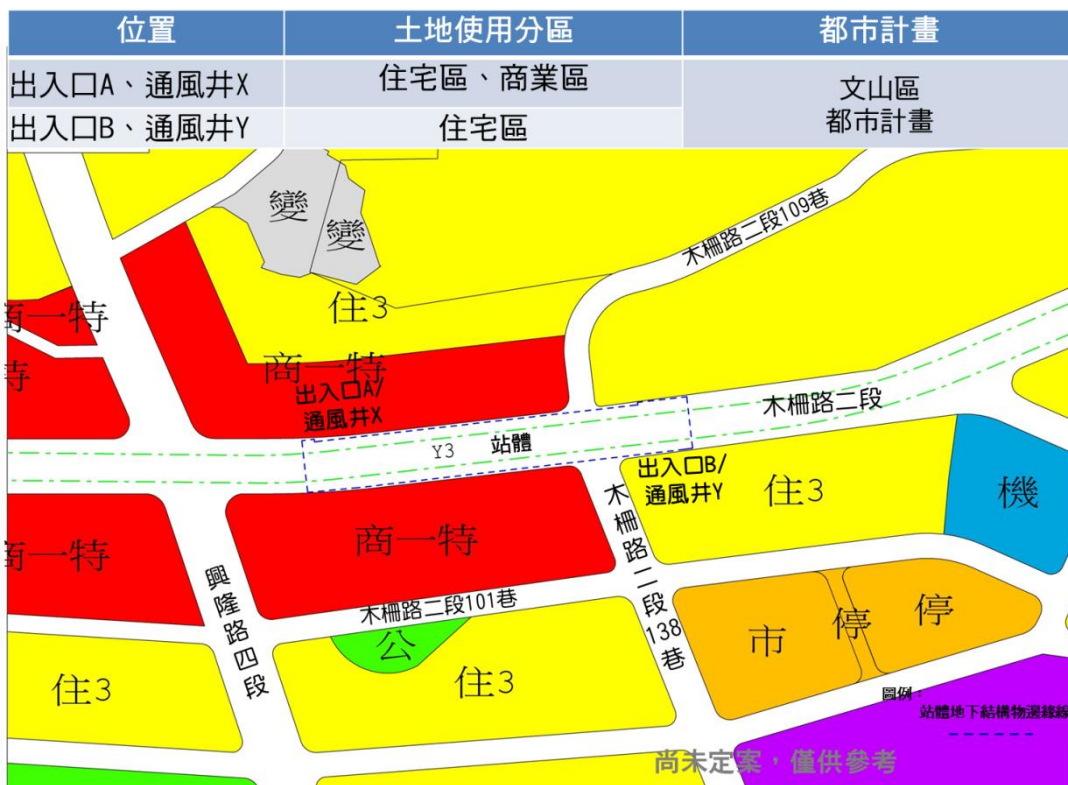 位置 土地使用分區 都市計畫
出入口A、通風井X 住宅區、商業區 文山區
都市計畫
出入口B、通風井Y 住宅區
變
變
木柵路二段109巷
住3
商一特
商一特
特
出入口A/
通風井X
木柵路二段
Y3 站體
出入口B/
通風井Y
住3
機
商一特
商一特
木柵路二段138巷
興隆路四段
木柵路二段101巷
公
市
停
停
住3
住3
圖例：
站體地下結構物邊緣線
尚未定案，僅供參考